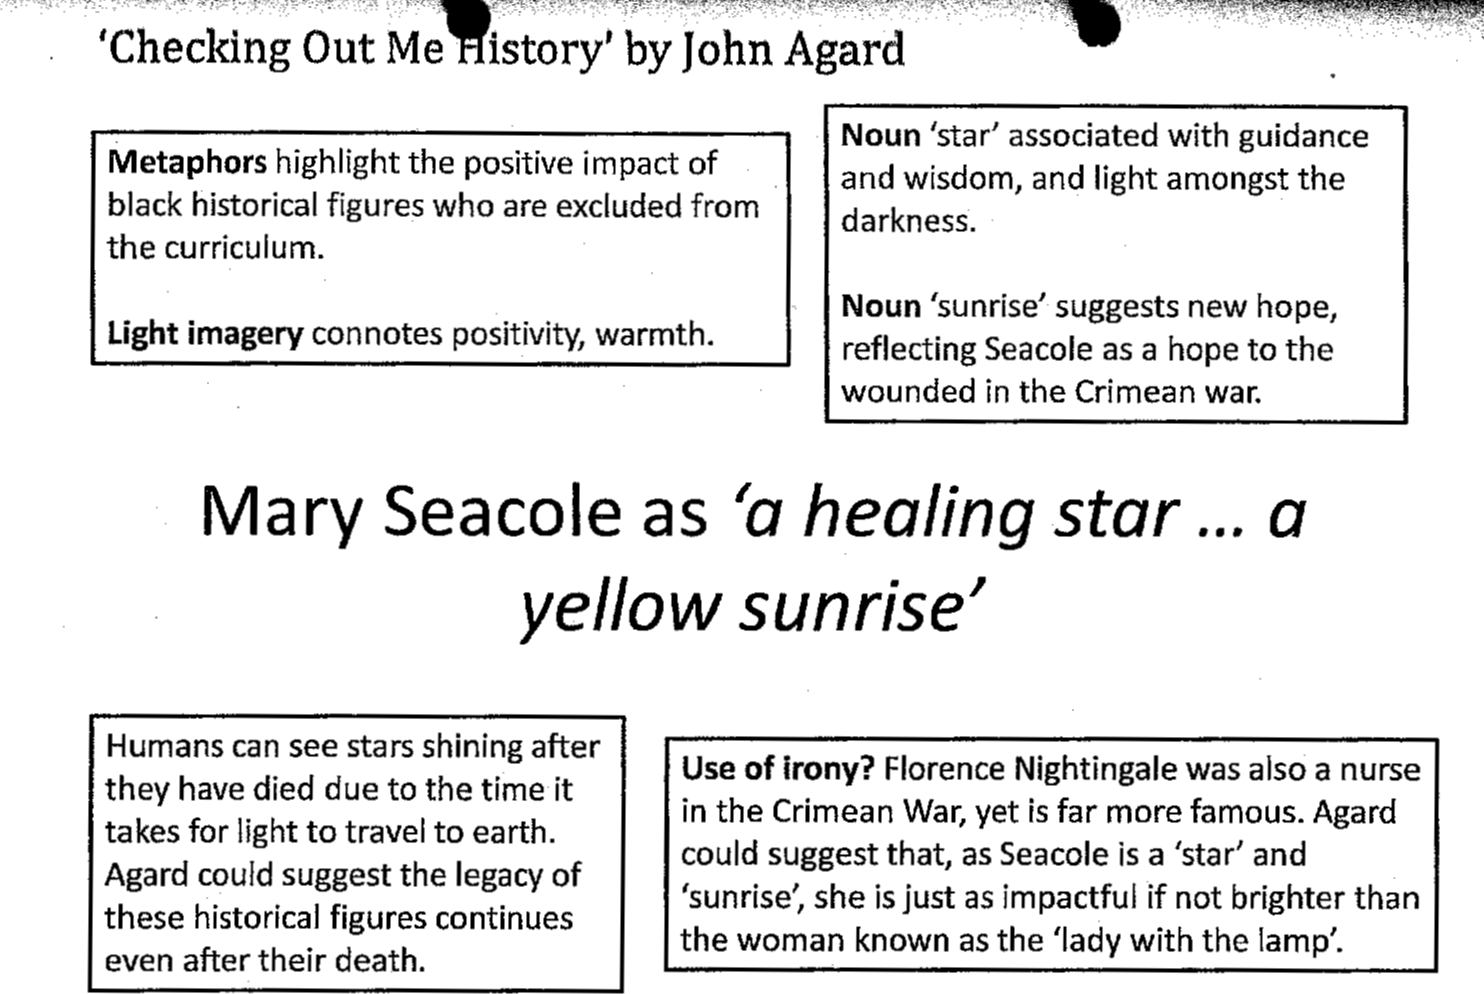 ‘Checking Out Me History’ by John Agard
Metaphors highlight the positive impact of
black historical figures who are excluded from
the curriculum.
Light imagery connotes positivity, warmth.
Noun ‘star’ associated with guidance
and wisdom, and light amongst the
darkness.
Noun ‘sunrise’ suggests new hope,
reflecting Seacole as a hope to the
wounded in the Crimean war.
Mary Seacole as ‘a healing star ... a
yellow sunrise’
Humans can see stars shining after
they have died due to the time it
takes for light to travel to earth.
Agard could suggest the legacy of
these historical figures continues
even after their death.
Use of irony? Florence Nightingale was also a nurse
in the Crimean War, yet is far more famous. Agard
could suggest that, as Seacole is a ‘star’ and
‘sunrise’, she is just as impactful if not brighter than
the woman known as the ‘lady with the lamp’.